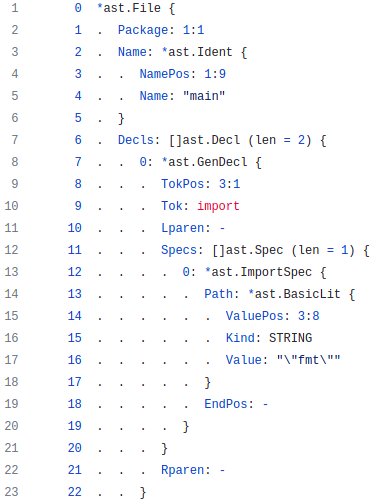 1 0 *ast.File {
2 1 . Package: 1:1
3 2 . Name: *ast.Ident {
4 3 . . NamePos: 1:9
5 4 . . Name: "main"
6 5 . }
7 6 . Decls: []ast.Decl (len = 2) {
8 7 . . 0: *ast.GenDecl {
9 8 . . . TokPos: 3:1
10 9 . . . Tok: import
11 10 . . . Lparen: -
12 11 . . . Specs: []ast.Spec (len = 1) {
13 12 . . . . 0: *ast.ImportSpec {
14 13 . . . . . Path: *ast.BasicLit {
15 14 . . . . . . ValuePos: 3:8
16 15 . . . . . . Kind: STRING
17 16 . . . . . . Value: "\"fmt\""
18 17 . . . . . }
19 18 . . . . . EndPos: -
20 19 . . . . }
21 20 . . . }
22 21 . . . Rparen: -
23 22 . . }